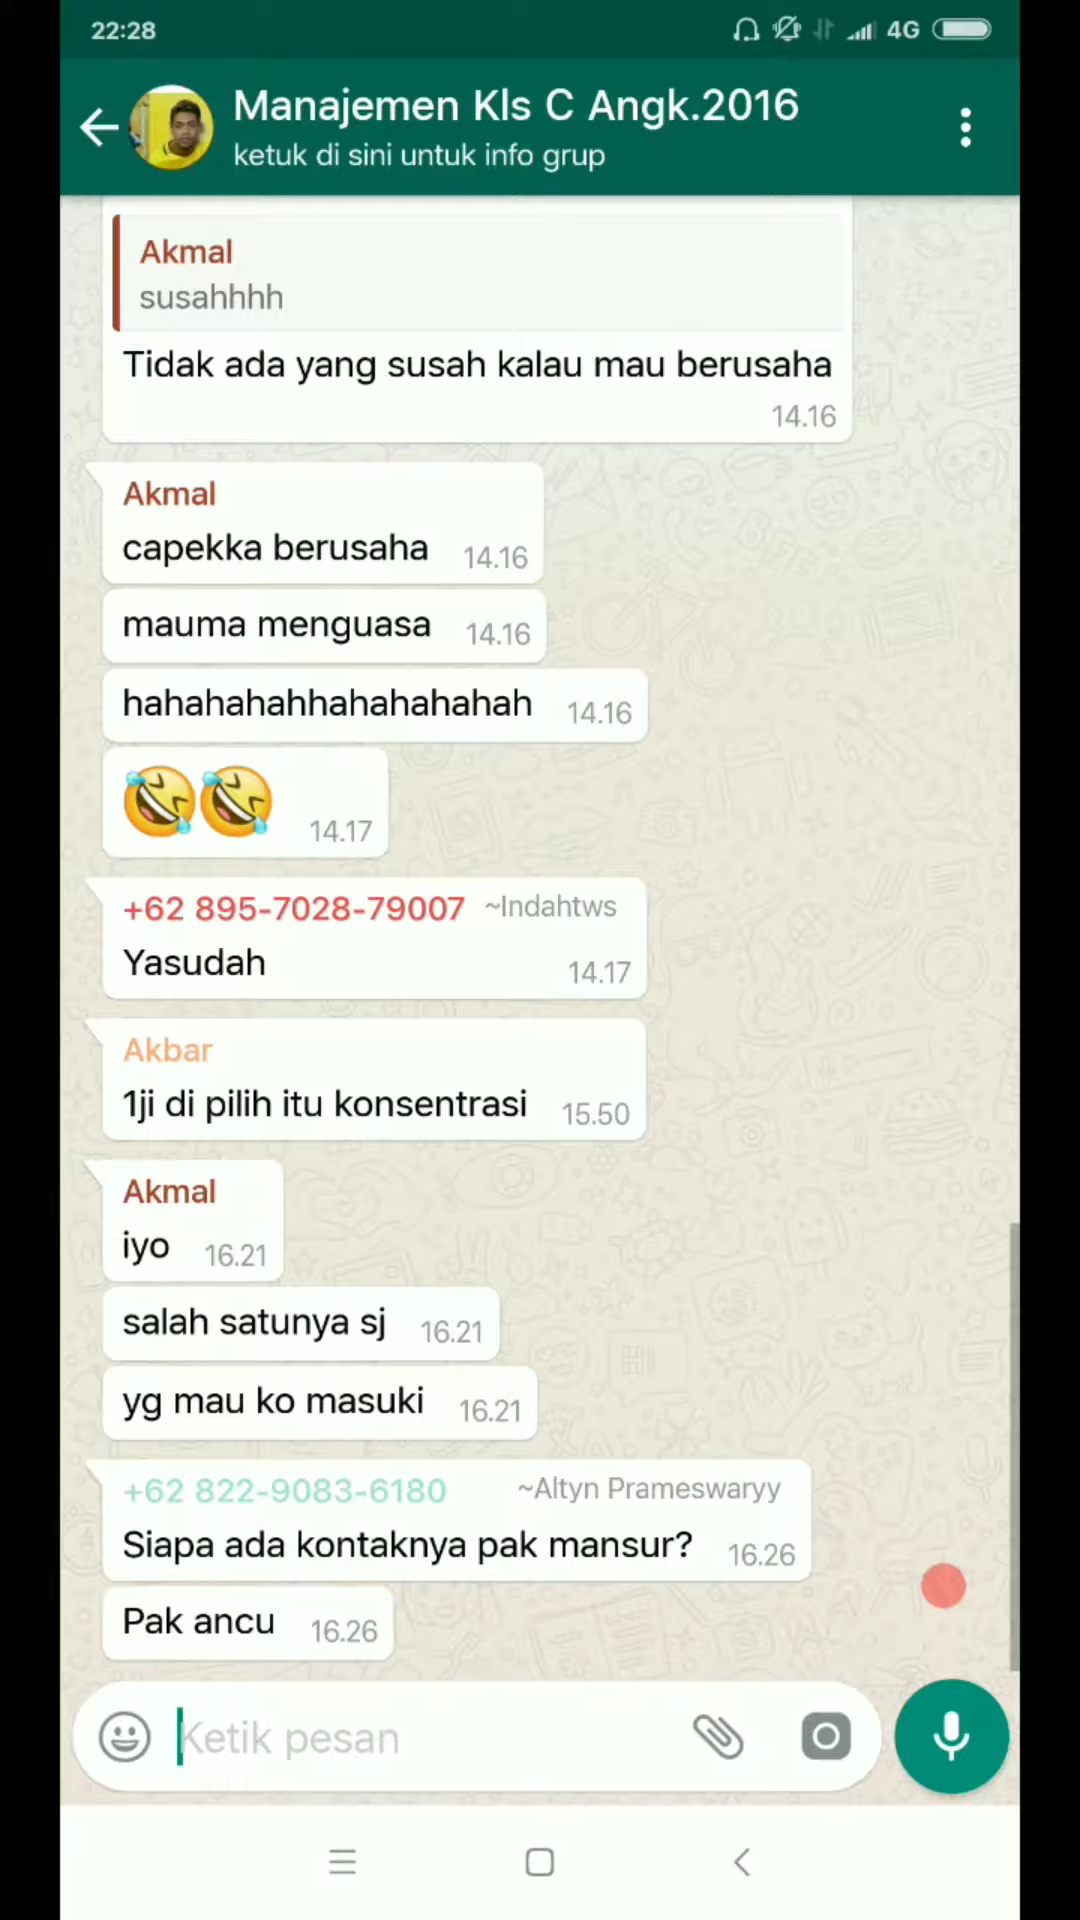 22:28
4G
Manajemen Kls C Angk.2016
ketuk di sini untuk info grup
Akmal
susahhhh
Tidak ada yang susah kalau mau berusaha
14.16
Akmal
capekka berusaha 14.16
mauma menguasa 14.16
hahahahahhahahahahah 14.16
14.17
+62 895-7028-79007 ~Indahtws
Yasudah 14.17
Akbar
1ji di pilih itu konsentrasi 15.50
Akmal
iyo 16.21
salah satunya sj 16.21
yg mau ko masuki 16.21
+62 822-9083-6180 ~Altyn Prameswaryy
Siapa ada kontaknya pak mansur? 16.26
Pak ancu 16.26
Ketik pesan